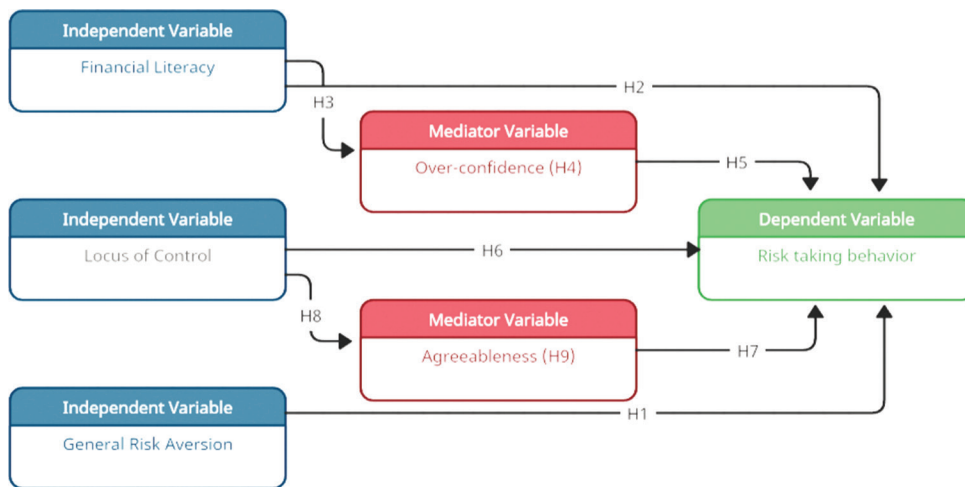 Independent Variable
Financial Literacy
H2
H3
Mediator Variable
Over-confidence (H4)
H5
Independent Variable
Locus of Control
H6
Dependent Variable
Risk taking behavior
H8
Mediator Variable
Agreeableness (H9)
H7
Independent Variable
General Risk Aversion
H1